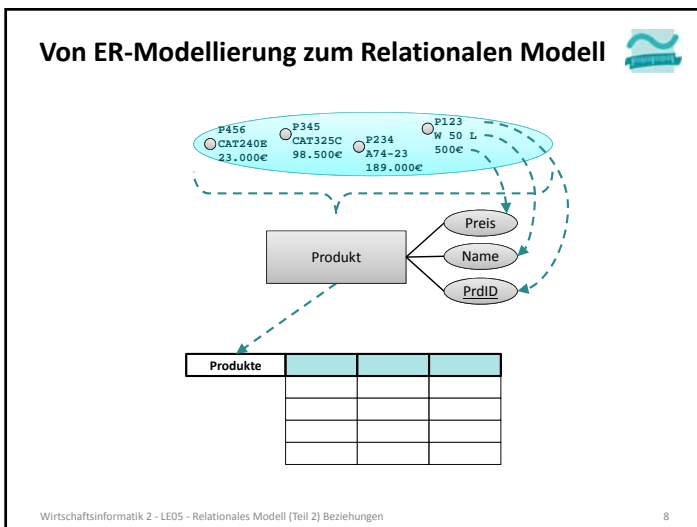 Von ER-Modellierung zum Relationalen Modell
P456
CAT240E
23.000€
P345
CAT325C
98.500€
P234
A74-23
189.000€
P123
W 50 L
500€
Preis
Produkt
Name
PrdID
Produkte
Wirtschaftsinformatik 2 - LE05 - Relationales Modell (Teil 2) Beziehungen
8